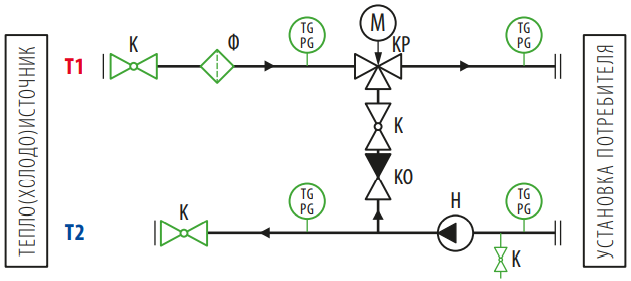 ТЕПЛО(ХСЛОДО)ИСТОЧНИК
Т1
К
Ф
TG
PG
М
КР
TG
PG
К
КО
Т2
К
TG
PG
Н
TG
PG
К
УСТАНОВКА ПОТРЕБИТЕЛЯ